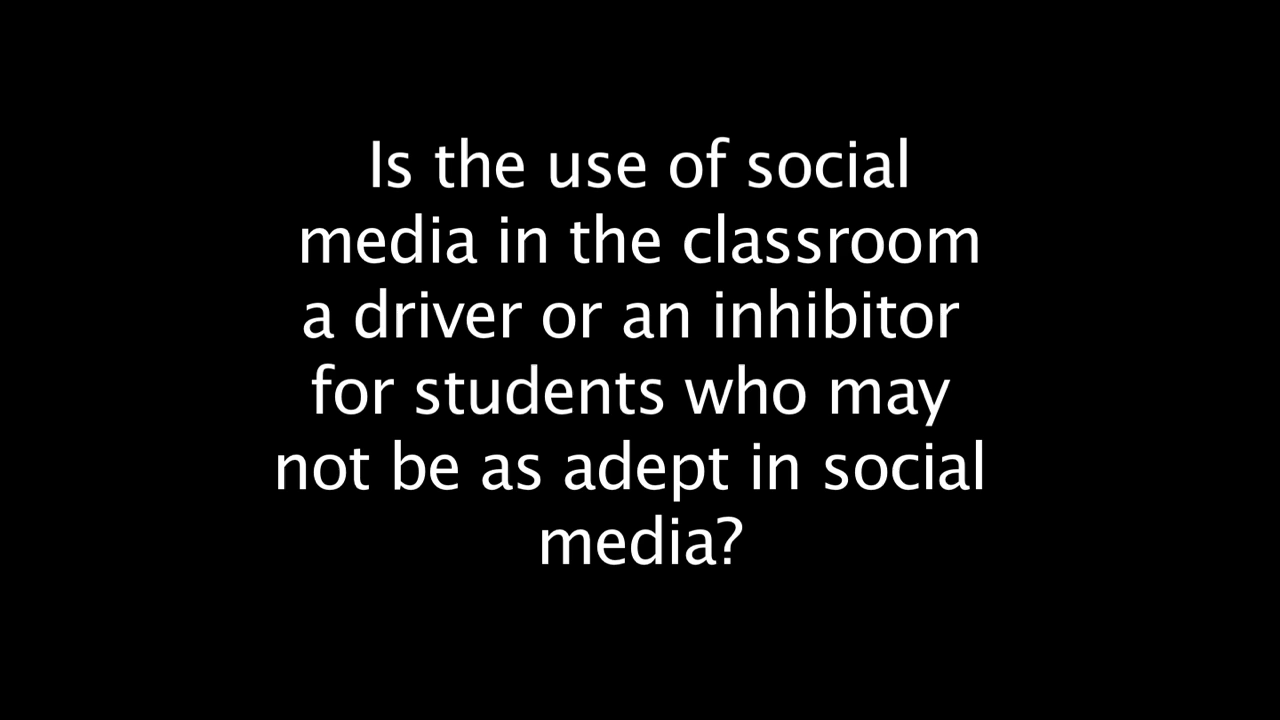 Is the use of social
media in the classroom
a driver or an inhibitor
for students who may
not be as adept in social
media?